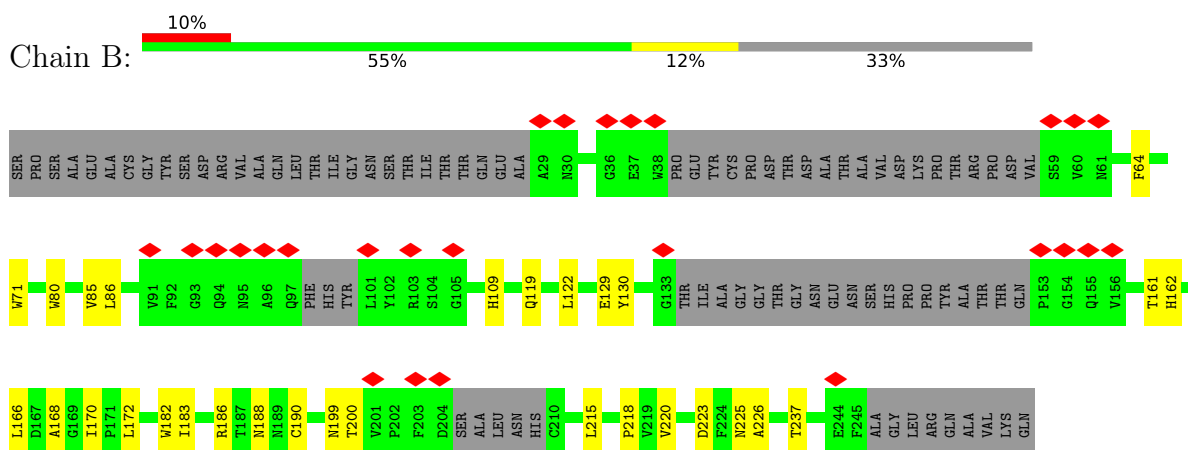 10%
Chain B:
55% 12% 33%
SER PRO SER ALA GLU ALA CYS GLY TYR SER ASP ARG VAL ALA GLN LEU THR ILE GLY ASN SER THR ILE THR THR GLN GLU ALA A29 N30 G36 E37 W38 PRO GLU TYR CYS PRO ASP THR ASP ALA THR ALA VAL ASP LYS PRO THR ARG PRO ASP VAL S59 V60 N61 F64
W71 W80 V85 L86 V91 F92 G93 Q94 N95 A96 Q97 PHE HIS TYR L101 Y102 R103 S104 G105 H109 Q119 L122 E129 Y130 G133 THR ILE ALA GLY GLY THR GLY ASN GLU ASN SER HIS PRO PRO TYR ALA THR THR GLN P153 G154 Q155 V156 T161 H162
L166 D167 A168 G169 I170 P171 L172 W182 I183 R186 T187 N188 N189 C190 N199 T200 V201 P202 F203 D204 SER ALA LEU ASN HIS C210 L215 P218 V219 V220 D223 F224 N225 A226 T237 E244 F245 ALA GLY LEU ARG GLN ALA VAL LYS GLN